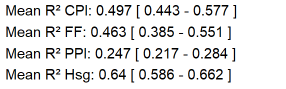 Mean R² CPI: 0.497 [ 0.443 - 0.577 ]
Mean R² FF: 0.463 [ 0.385 - 0.551 ]
Mean R² PPI: 0.247 [ 0.217 - 0.284 ]
Mean R² Hsg: 0.64 [ 0.586 - 0.662 ]